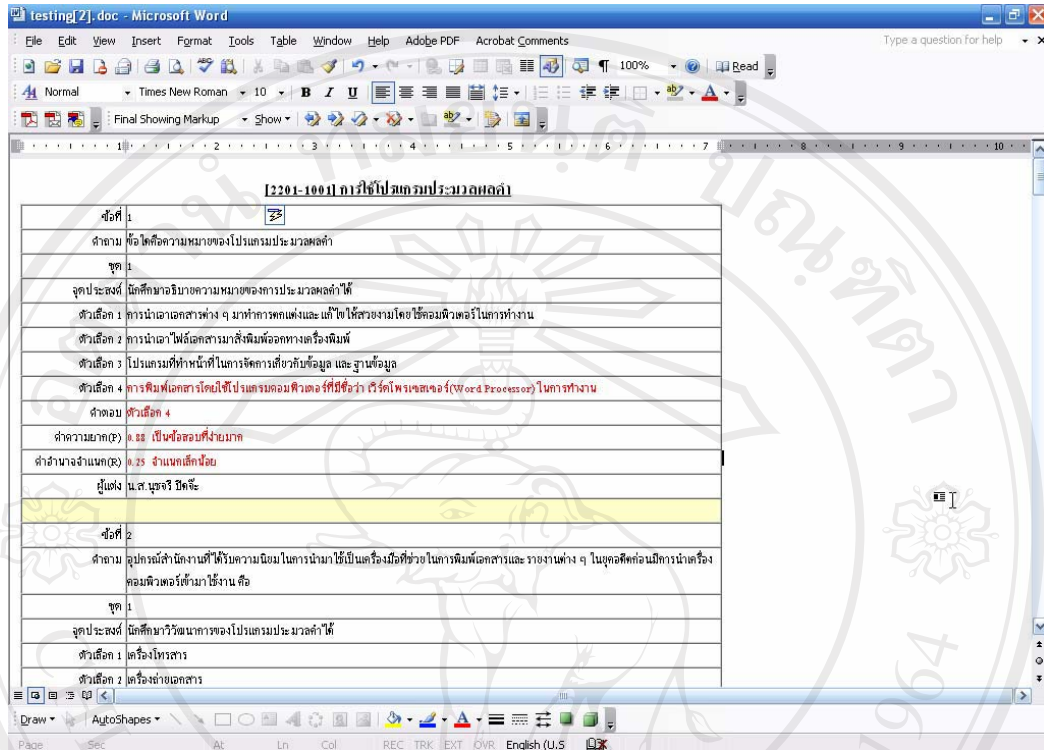 testing[2].doc - Microsoft Word
File Edit View Insert Format Tools Table Window Help Adobe PDF Acrobat Comments Type a question for help
100% Read
Normal Times New Roman 10 B I U
Final Showing Markup Show
1 2 3 4 5 6 7 8 9 10
[2201-1001] การใช้โปรแกรมประมวลผลคำ
ข้อที่ 1
คำถาม ข้อใดคือความหมายของโปรแกรมประมวลผลคำ
ชุด 1
จุดประสงค์ นักศึกษาอธิบายความหมายของการประมวลผลคำได้
ตัวเลือก 1 การนำเอาเอกสารต่าง ๆ มาทำการตกแต่งและแก้ไขให้สวยงามโดยใช้คอมพิวเตอร์ในการทำงาน
ตัวเลือก 2 การนำเอาไฟล์เอกสารมาสั่งพิมพ์ออกทางเครื่องพิมพ์
ตัวเลือก 3 โปรแกรมที่ทำหน้าที่ในการจัดการเกี่ยวกับข้อมูล และฐานข้อมูล
ตัวเลือก 4 การพิมพ์เอกสารโดยใช้โปรแกรมคอมพิวเตอร์ที่มีชื่อว่า เวิร์ดโพรเซสเซอร์(Word Processor) ในการทำงาน
คำตอบ ตัวเลือก 4
ค่าความยาก(P) 0.88 เป็นข้อสอบที่ง่ายมาก
ค่าอำนาจจำแนก(R) 0.25 จำแนกเล็กน้อย
ผู้แต่ง น.ส.นุชจรี ปิดจ๊ะ
ข้อที่ 2
คำถาม อุปกรณ์สำนักงานที่ได้รับความนิยมในการนำมาใช้เป็นเครื่องมือที่ช่วยในการพิมพ์เอกสารและรายงานต่าง ๆ ในยุคอดีตก่อนมีการนำเครื่อง
คอมพิวเตอร์เข้ามาใช้งาน คือ
ชุด 1
จุดประสงค์ นักศึกษาวิวัฒนาการของโปรแกรมประมวลคำได้
ตัวเลือก 1 เครื่องโทรสาร
ตัวเลือก 2 เครื่องถ่ายเอกสาร
Draw AutoShapes
Page Sec At Ln Col REC TRK EXT OVR English (U.S